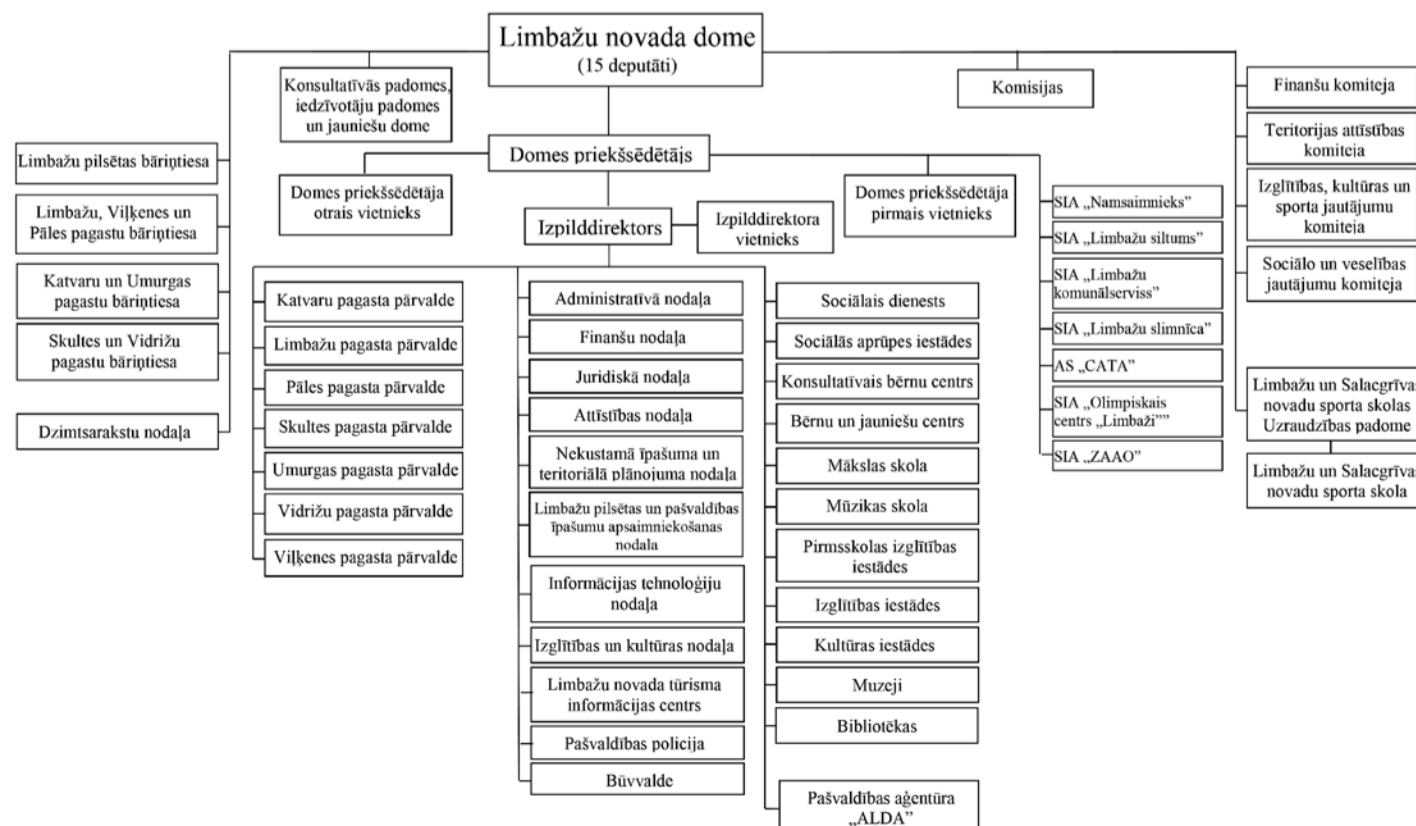 Limbažu novada dome
(15 deputāti)
Konsultatīvās padomes,
iedzīvotāju padomes
un jauniešu dome
Komisijas
Domes priekšsēdētājs
Domes priekšsēdētāja
otrais vietnieks
Domes priekšsēdētāja
pirmais vietnieks
Izpilddirektors
Izpilddirektora
vietnieks
Limbažu pilsētas bāriņtiesa
Limbažu, Viļķenes un
Pāles pagastu bāriņtiesa
Katvaru un Umurgas
pagastu bāriņtiesa
Skultes un Vidrižu
pagastu bāriņtiesa
Dzimtsarakstu nodaļa
Katvaru pagasta pārvalde
Limbažu pagasta pārvalde
Pāles pagasta pārvalde
Skultes pagasta pārvalde
Umurgas pagasta pārvalde
Vidrižu pagasta pārvalde
Viļķenes pagasta pārvalde
Administratīvā nodaļa
Finanšu nodaļa
Juridiskā nodaļa
Attīstības nodaļa
Nekustamā īpašuma un
teritoriālā plānojuma nodaļa
Limbažu pilsētas un pašvaldības
īpašumu apsaimniekošanas
nodala
Informācijas tehnoloģiju
nodaļa
Izglītības un kultūras nodaļa
Limbažu novada tūrisma
informācijas centrs
Pašvaldības policija
Būvvalde
Sociālais dienests
Sociālās aprūpes iestādes
Konsultatīvais bērnu centrs
Bērnu un jauniešu centrs
Mākslas skola
Mūzikas skola
Pirmsskolas izglītības
iestādes
Izglītības iestādes
Kultūras iestādes
Muzeji
Bibliotēkas
Pašvaldības aģentūra
„ALDA”
SIA „Namsaimnieks”
SIA „Limbažu siltums”
SIA „Limbažu
komunālserviss”
SIA „Limbažu slimnīca”
AS „CATA”
SIA „Olimpiskais
centrs „Limbaži””
SIA „ZAAO”
Finanšu komiteja
Teritorijas attīstības
komiteja
Izglītības, kultūras un
sporta jautājumu
komiteja
Sociālo un veselības
jautājumu komiteja
Limbažu un Salacgrīvas
novadu sporta skolas
Uzraudzības padome
Limbažu un Salacgrīvas
novadu sporta skola